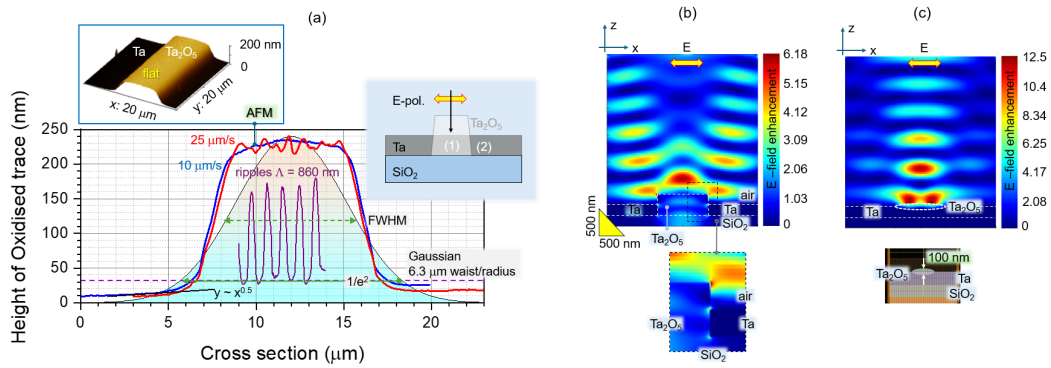 (a)
Ta
Ta₂O₅
flat
200 nm
0
x: 20 μm
y: 20 μm
AFM
25 μm/s
10 μm/s
ripples Λ = 860 nm
FWHM
Gaussian
6.3 μm waist/radius
1/e²
y ~ x^0.5
Height of Oxidised trace (nm)
250
200
150
100
50
0
0 5 10 15 20
Cross section (μm)
E-pol.
Ta₂O₅
Ta
(1)
(2)
SiO₂
(b)
z
x
E
6.18
5.15
4.12
3.09
2.06
1.03
0
E –field enhancement
air
Ta
Ta
SiO₂
Ta₂O₅
500 nm
500 nm
air
Ta₂O₅
Ta
SiO₂
(c)
z
x
E
12.5
10.4
8.34
6.25
4.17
2.08
0
E –field enhancement
Ta
Ta₂O₅
100 nm
Ta₂O₅
Ta
SiO₂